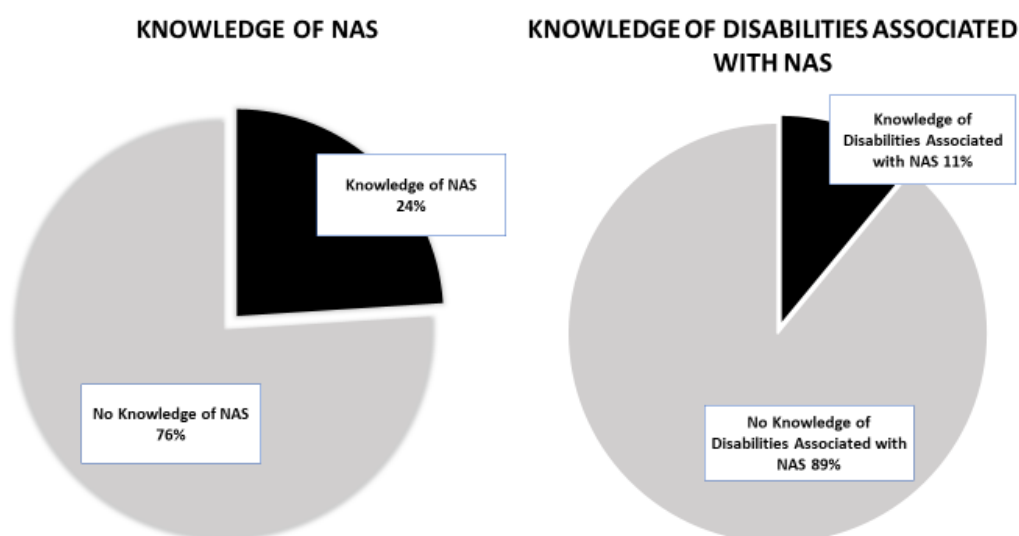 KNOWLEDGE OF NAS
Knowledge of NAS
24%
No Knowledge of NAS
76%
KNOWLEDGE OF DISABILITIES ASSOCIATED
WITH NAS
Knowledge of
Disabilities Associated
with NAS 11%
No Knowledge of
Disabilities Associated with
NAS 89%